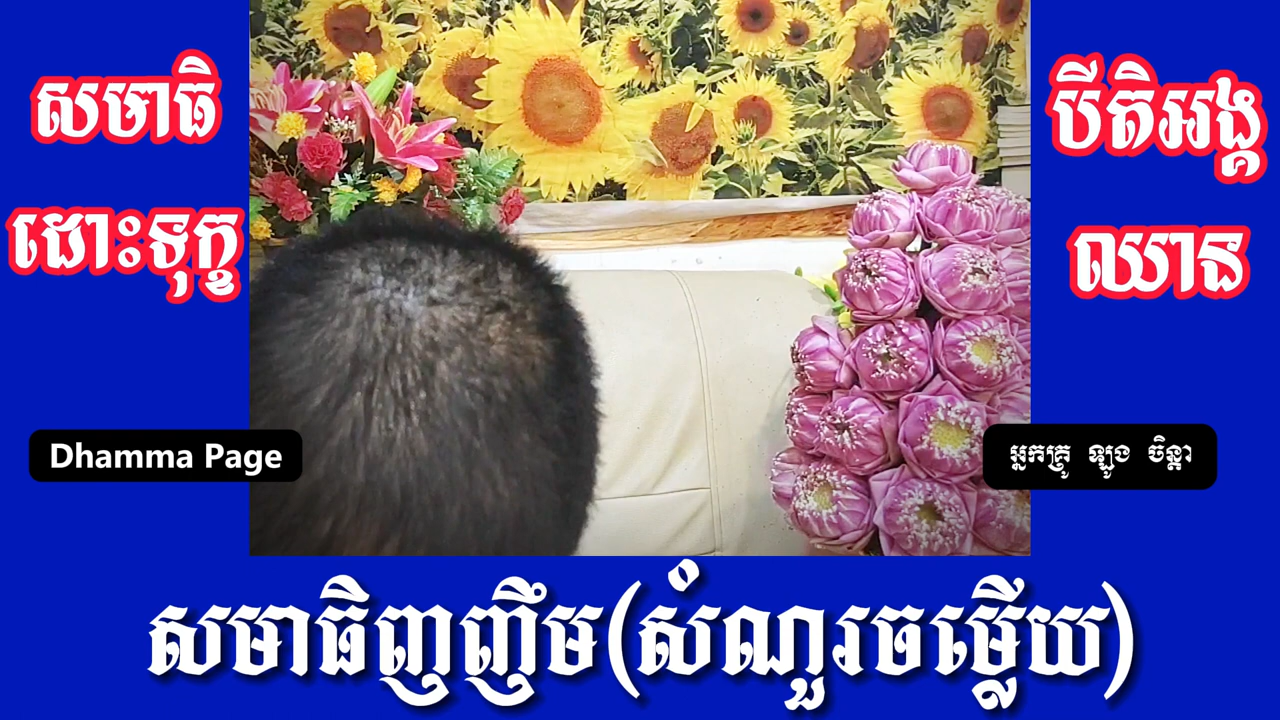 សមាធិ
ដោះទុក្ខ
បីតិអង្គ
ឈាន
Dhamma Page
អ្នកគ្រូ ឡុង ចិន្តា
សមាធិញញឹម(សំណួរចម្លើយ)